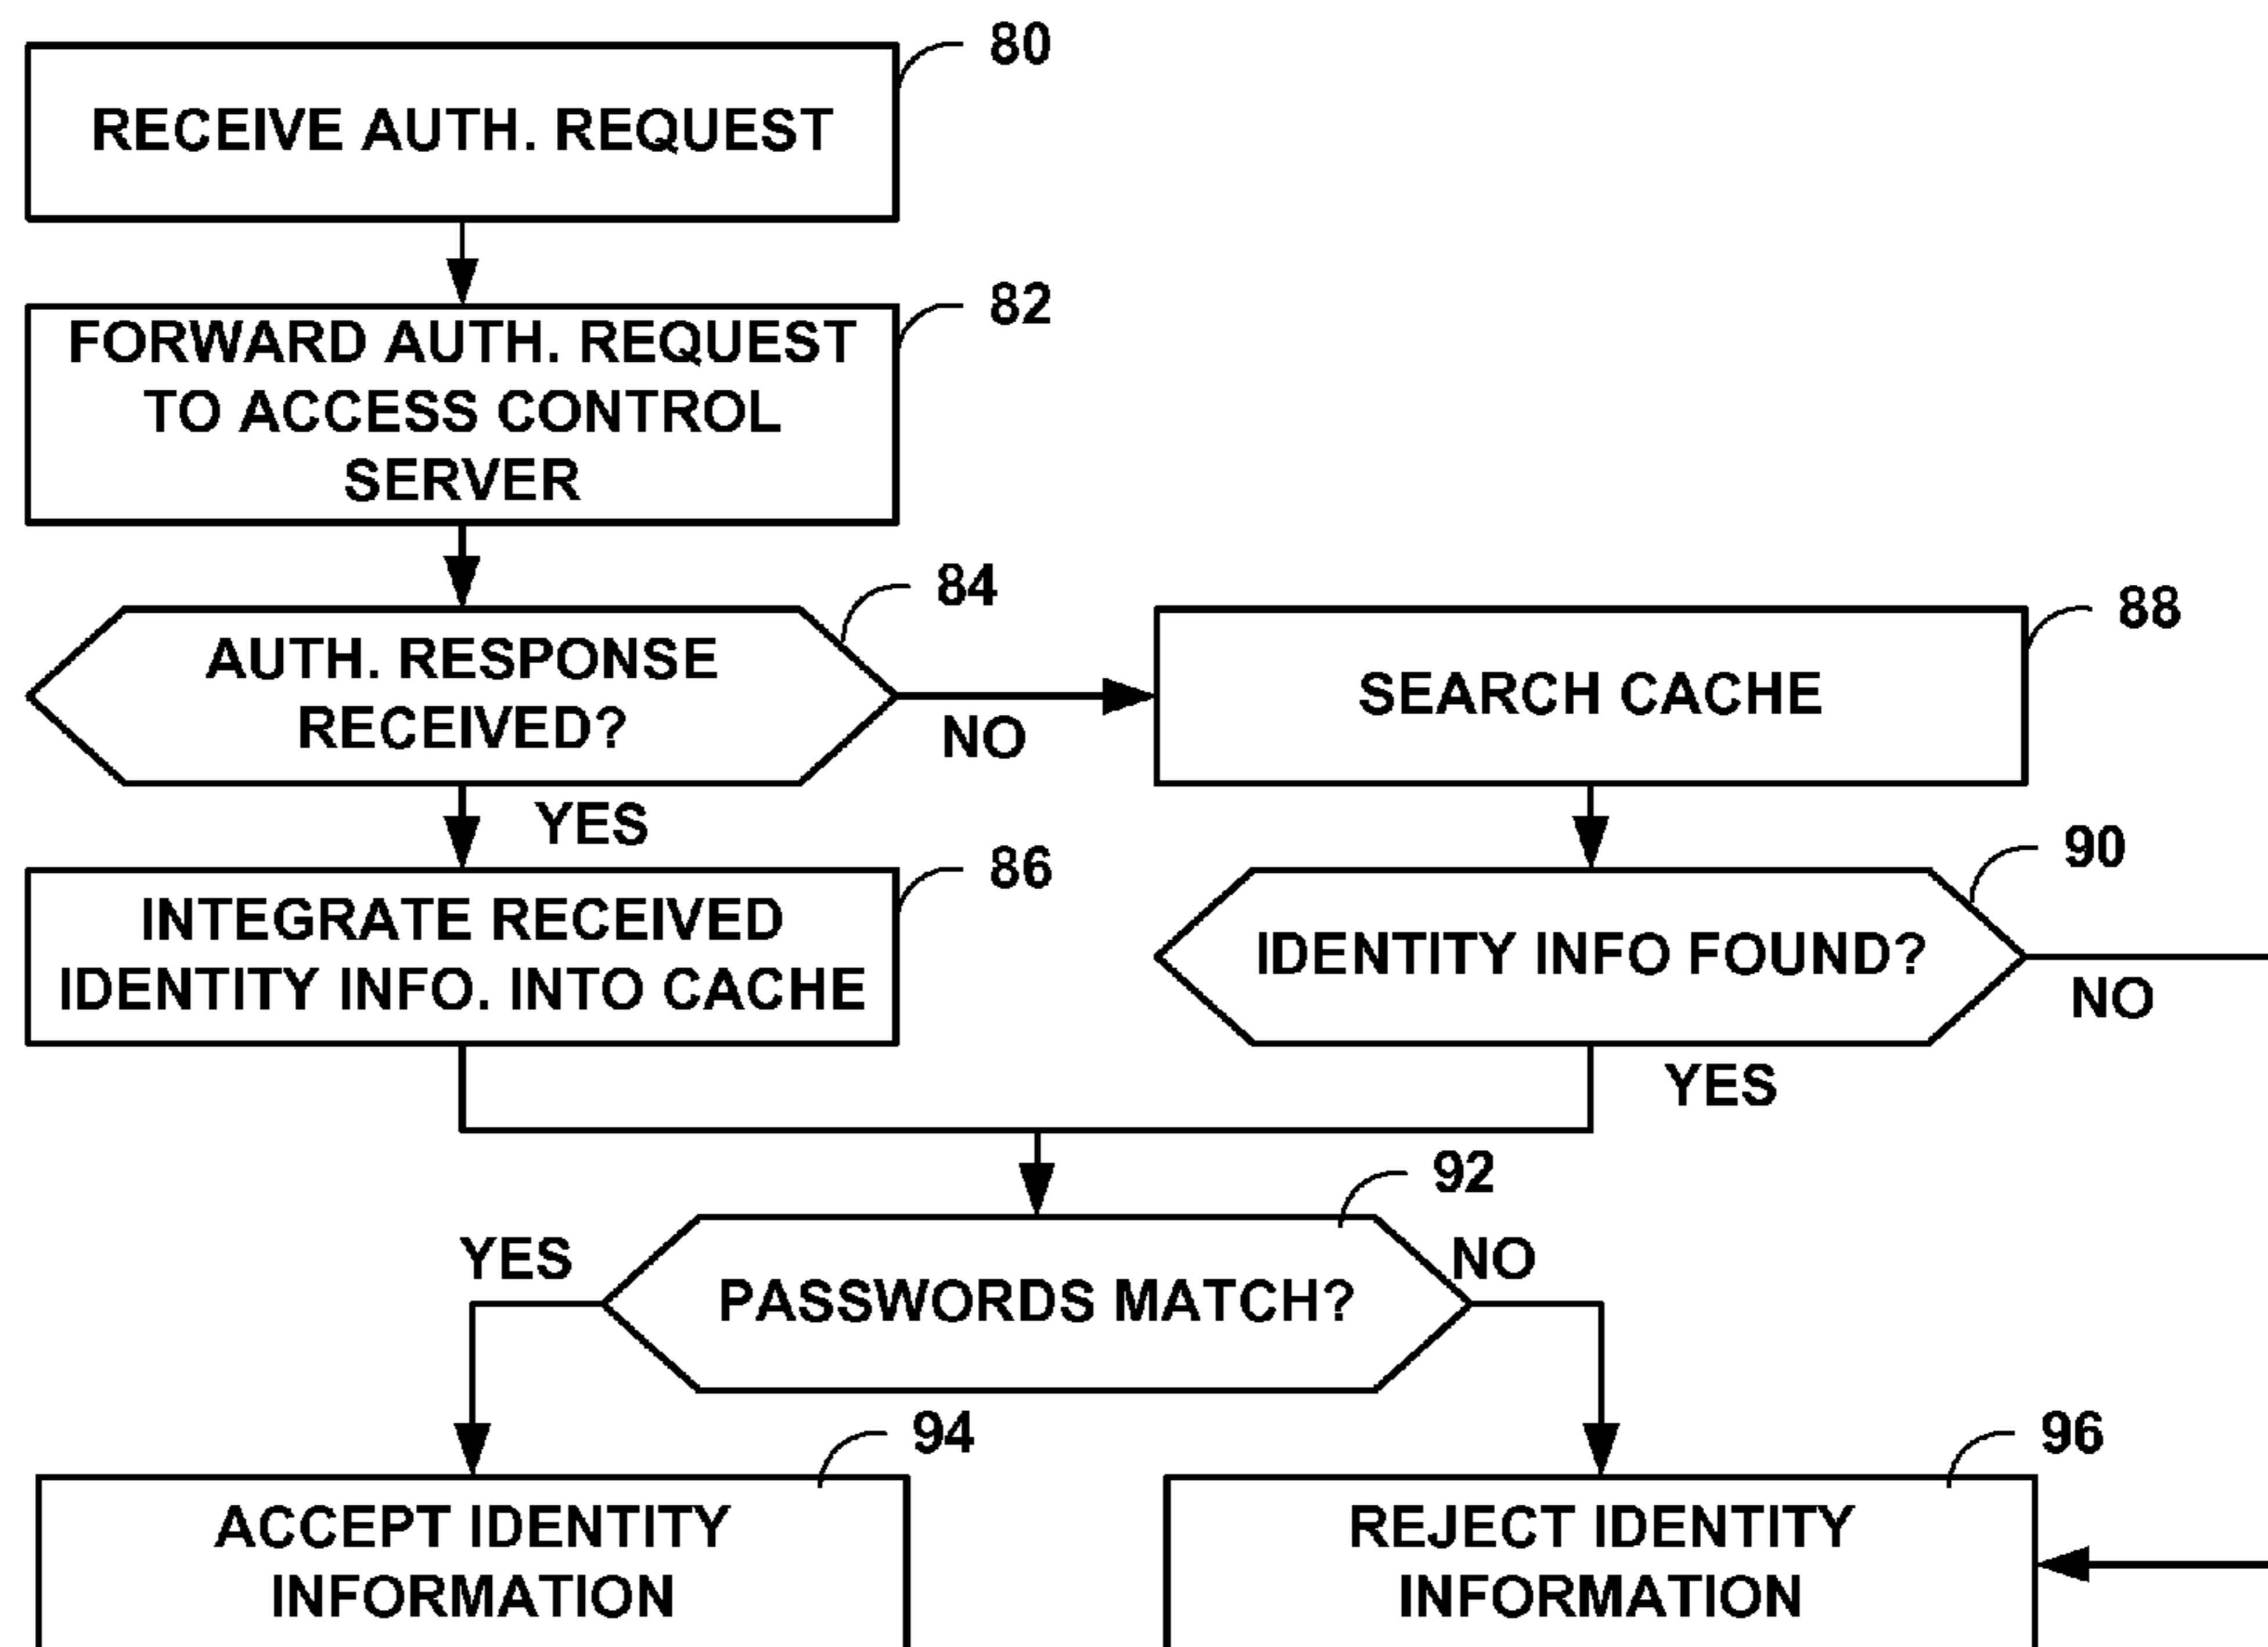 80
RECEIVE AUTH. REQUEST
82
FORWARD AUTH. REQUEST
TO ACCESS CONTROL
SERVER
84
AUTH. RESPONSE
RECEIVED?
NO
88
SEARCH CACHE
YES
86
INTEGRATE RECEIVED
IDENTITY INFO. INTO CACHE
90
IDENTITY INFO FOUND?
NO
YES
92
PASSWORDS MATCH?
YES
NO
94
ACCEPT IDENTITY
INFORMATION
96
REJECT IDENTITY
INFORMATION